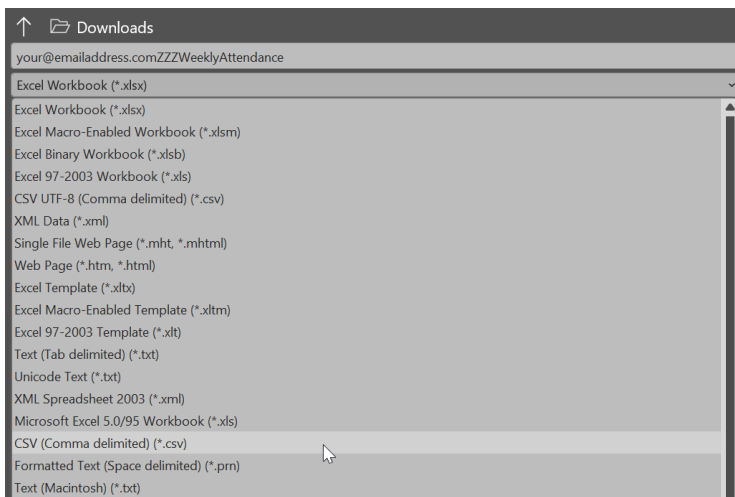 Downloads
your@emailaddress.comZZZWeeklyAttendance
Excel Workbook (*.xlsx)
Excel Workbook (*.xlsx)
Excel Macro-Enabled Workbook (*.xlsm)
Excel Binary Workbook (*.xlsb)
Excel 97-2003 Workbook (*.xls)
CSV UTF-8 (Comma delimited) (*.csv)
XML Data (*.xml)
Single File Web Page (*.mht, *.mhtml)
Web Page (*.htm, *.html)
Excel Template (*.xltx)
Excel Macro-Enabled Template (*.xltm)
Excel 97-2003 Template (*.xlt)
Text (Tab delimited) (*.txt)
Unicode Text (*.txt)
XML Spreadsheet 2003 (*.xml)
Microsoft Excel 5.0/95 Workbook (*.xls)
CSV (Comma delimited) (*.csv)
Formatted Text (Space delimited) (*.prn)
Text (Macintosh) (*.txt)